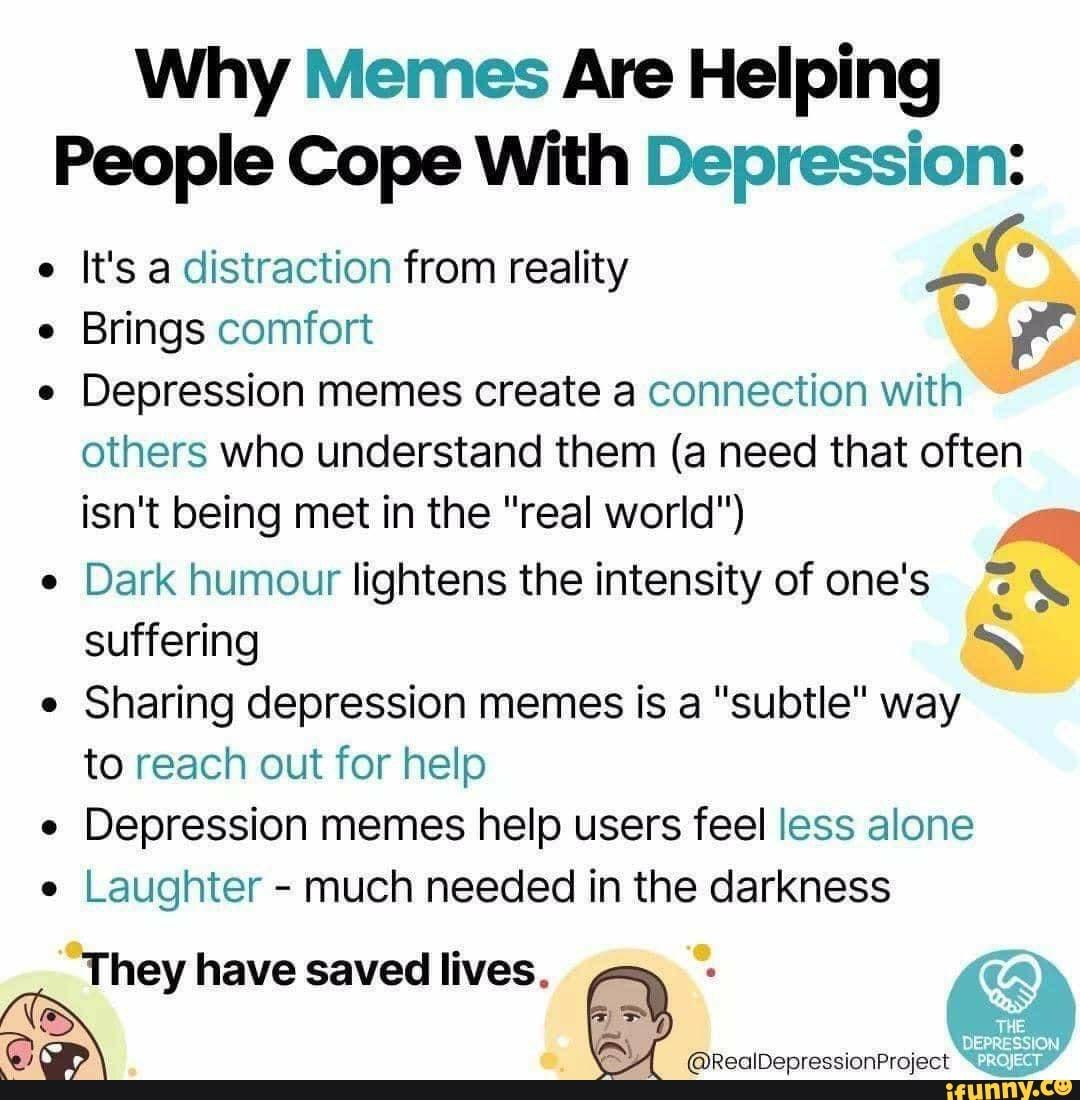 Why Memes Are Helping
People Cope With Depression:
• It's a distraction from reality
• Brings comfort
• Depression memes create a connection with
others who understand them (a need that often
isn't being met in the "real world")
• Dark humour lightens the intensity of one's
suffering
• Sharing depression memes is a "subtle" way
to reach out for help
• Depression memes help users feel less alone
• Laughter - much needed in the darkness
They have saved lives.
@RealDepressionProject
THE
DEPRESSION
PROJECT
ifunny.co